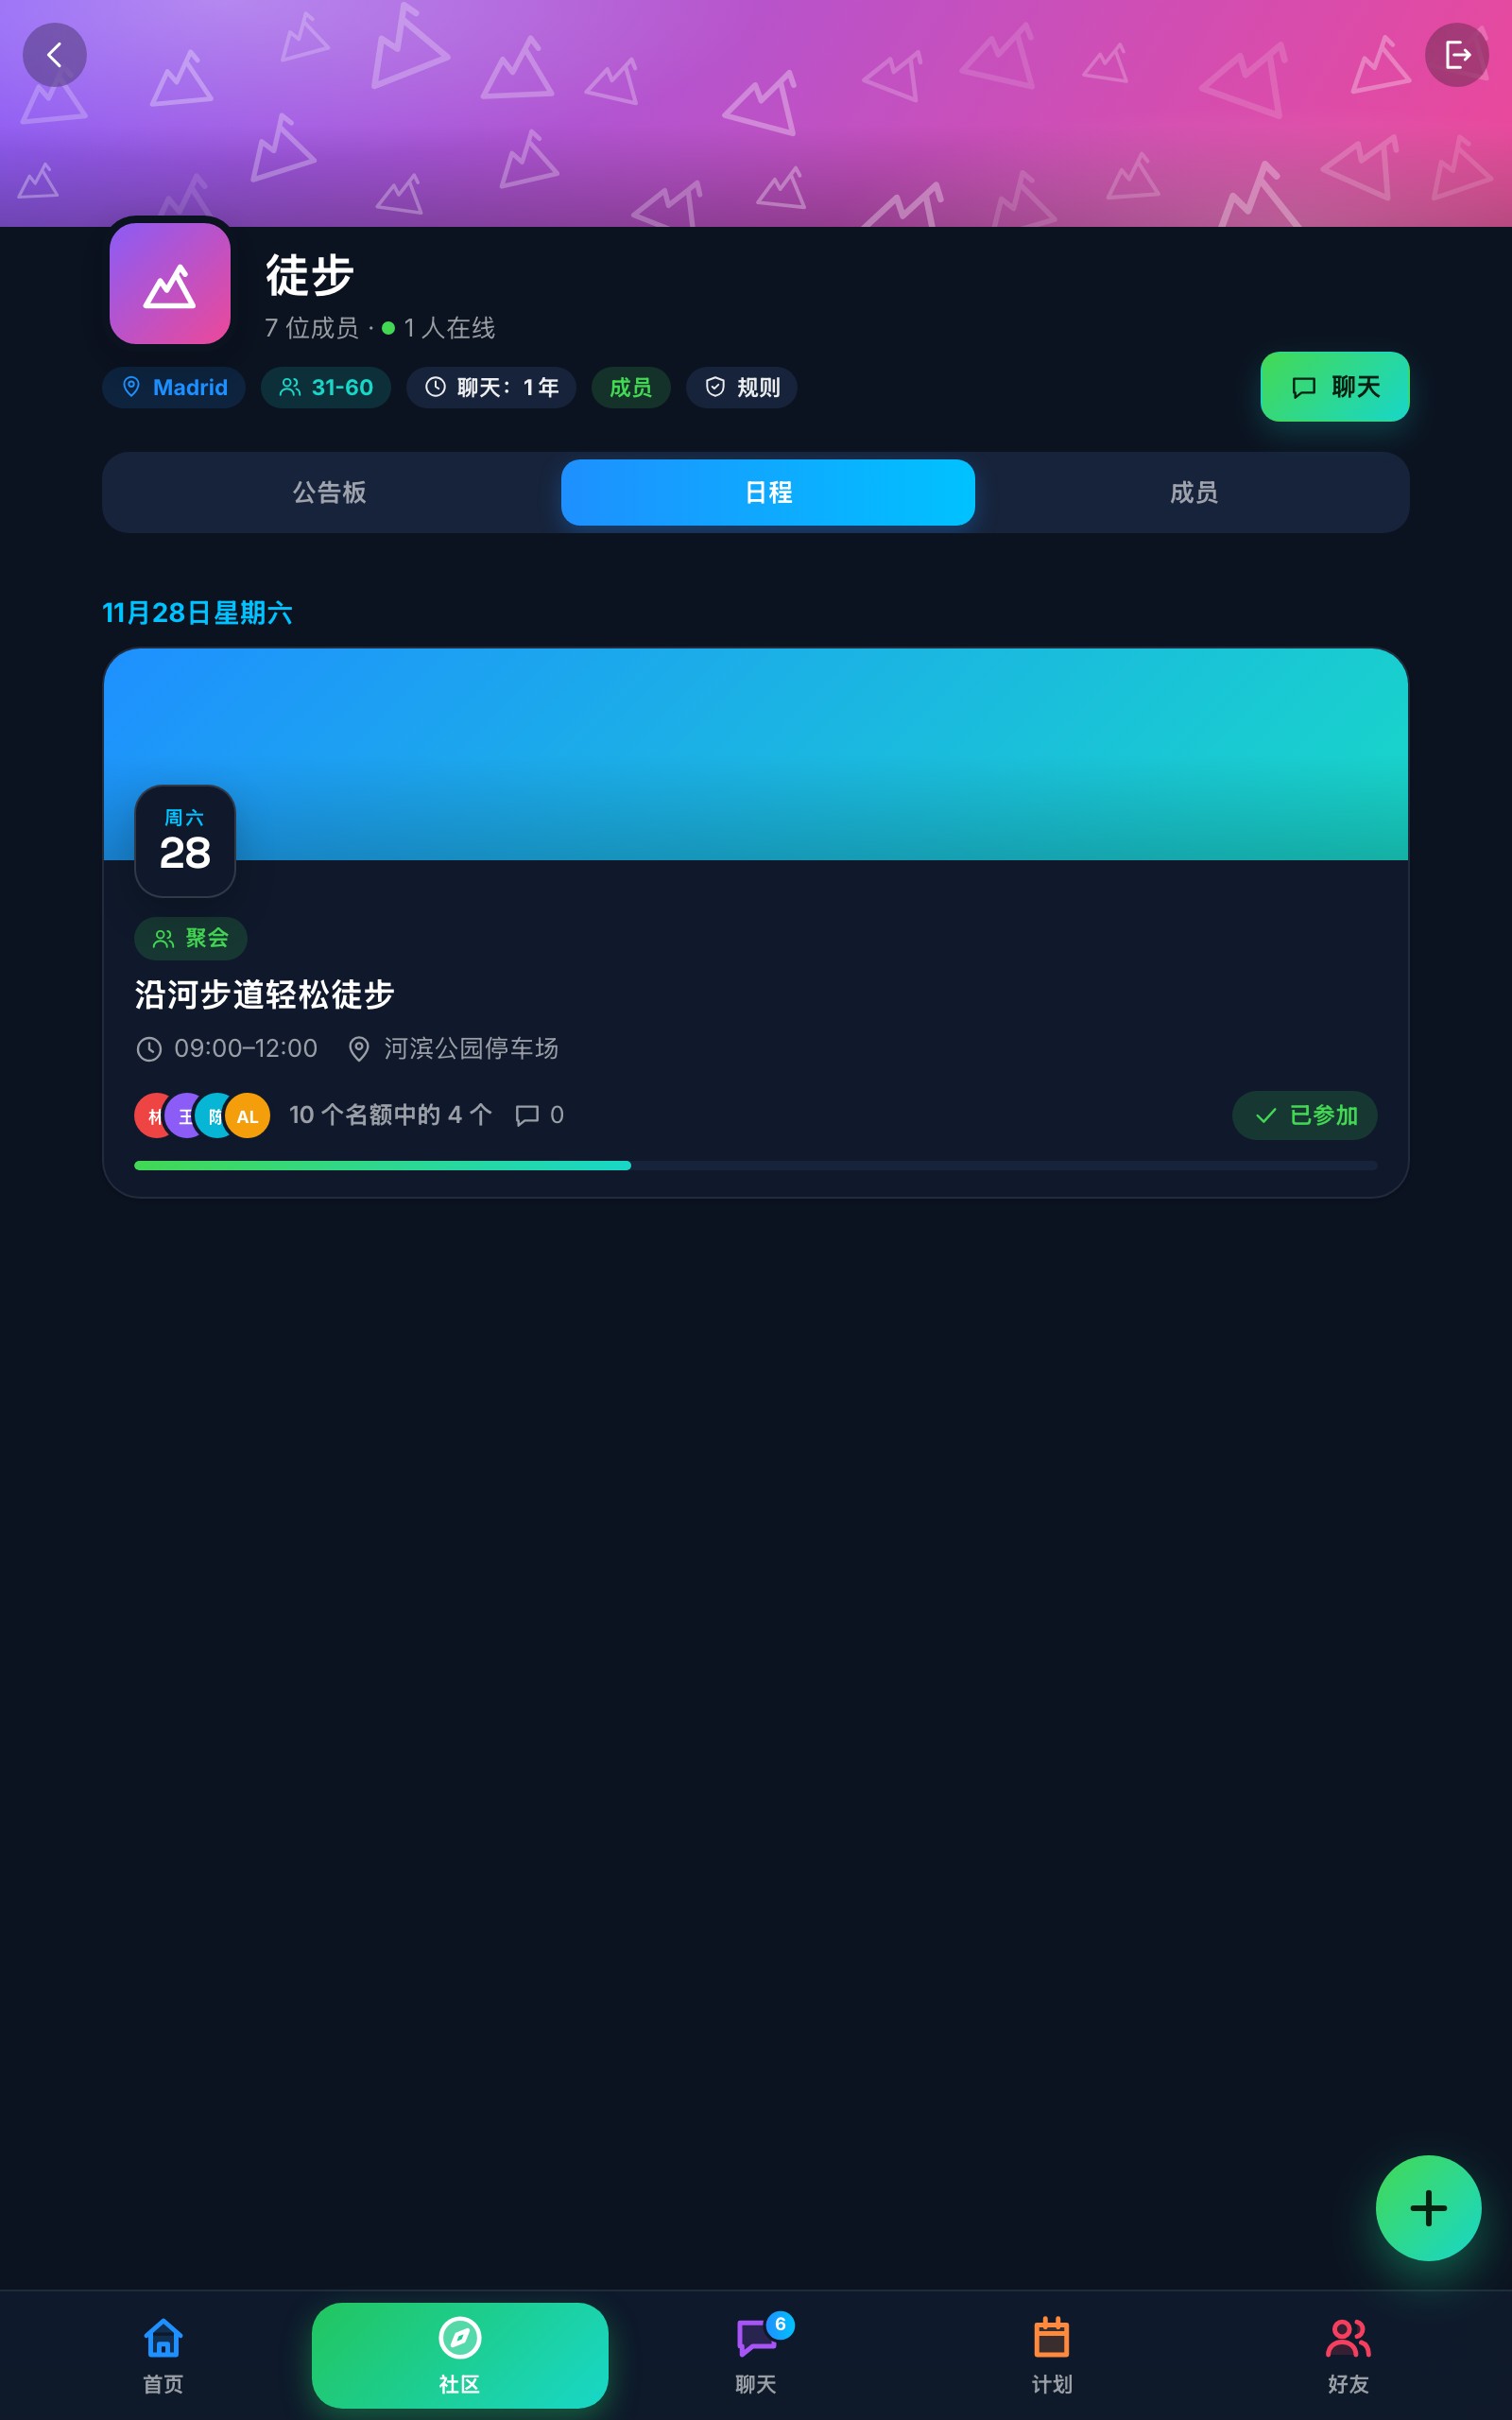 徒步
7 位成员 · 1 人在线
Madrid 31-60 聊天：1 年 成员 规则
聊天
公告板 日程 成员
11月28日星期六
周六
28
聚会
沿河步道轻松徒步
09:00–12:00 河滨公园停车场
林 王 陈 AL 10 个名额中的 4 个 0 已参加
首页 社区 聊天 6 计划 好友